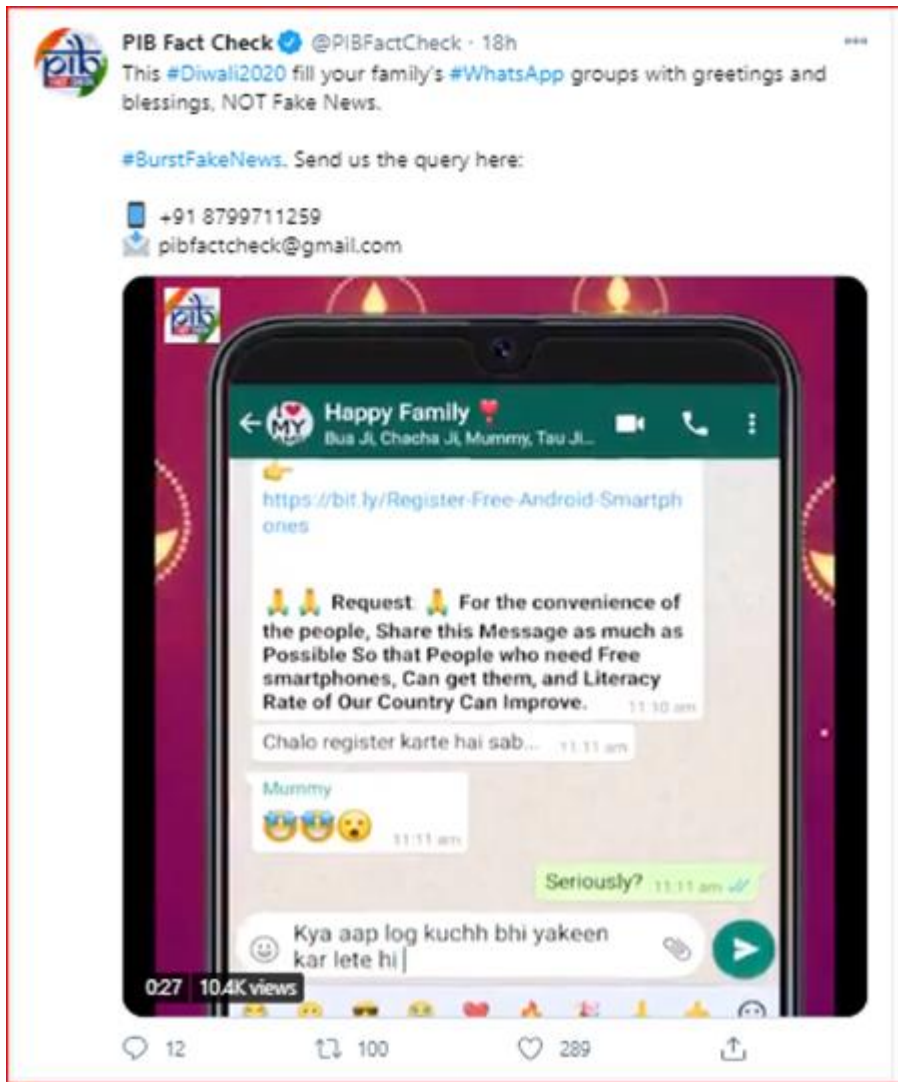 PIB Fact Check @PIBFactCheck · 18h
This #Diwali2020 fill your family's #WhatsApp groups with greetings and
blessings, NOT Fake News.
#BurstFakeNews. Send us the query here:
+91 8799711259
pibfactcheck@gmail.com
pib
Happy Family
Bua Ji, Chacha Ji, Mummy, Tau Ji...
https://bit.ly/Register-Free-Android-Smartph
ones
Request For the convenience of
the people, Share this Message as much as
Possible So that People who need Free
smartphones, Can get them, and Literacy
Rate of Our Country Can Improve. 11:10 am
Chalo register karte hai sab... 11:11 am
Mummy
11:11 am
Seriously? 11:11 am
Kya aap log kuchh bhi yakeen
kar lete hi
0:27 10.4K views
12 100 289